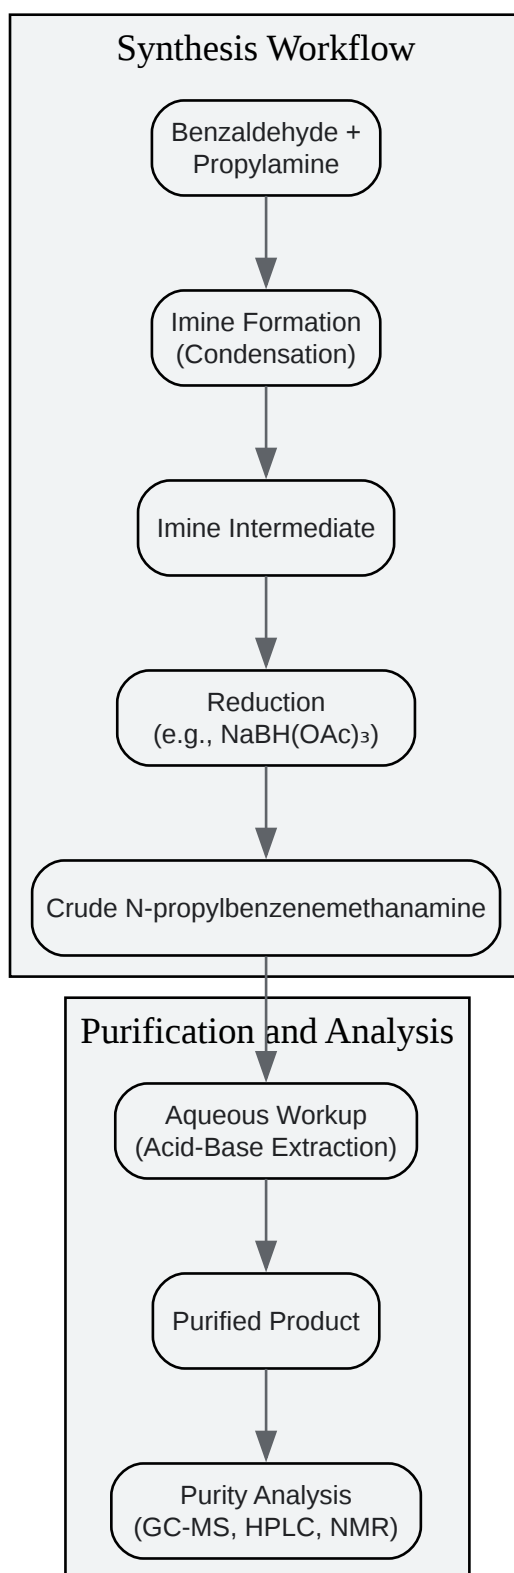 Synthesis Workflow
Benzaldehyde +
Propylamine
Imine Formation
(Condensation)
Imine Intermediate
Reduction
(e.g., NaBH(OAc)₃)
Crude N-propylbenzenemethanamine
Purification and Analysis
Aqueous Workup
(Acid-Base Extraction)
Purified Product
Purity Analysis
(GC-MS, HPLC, NMR)